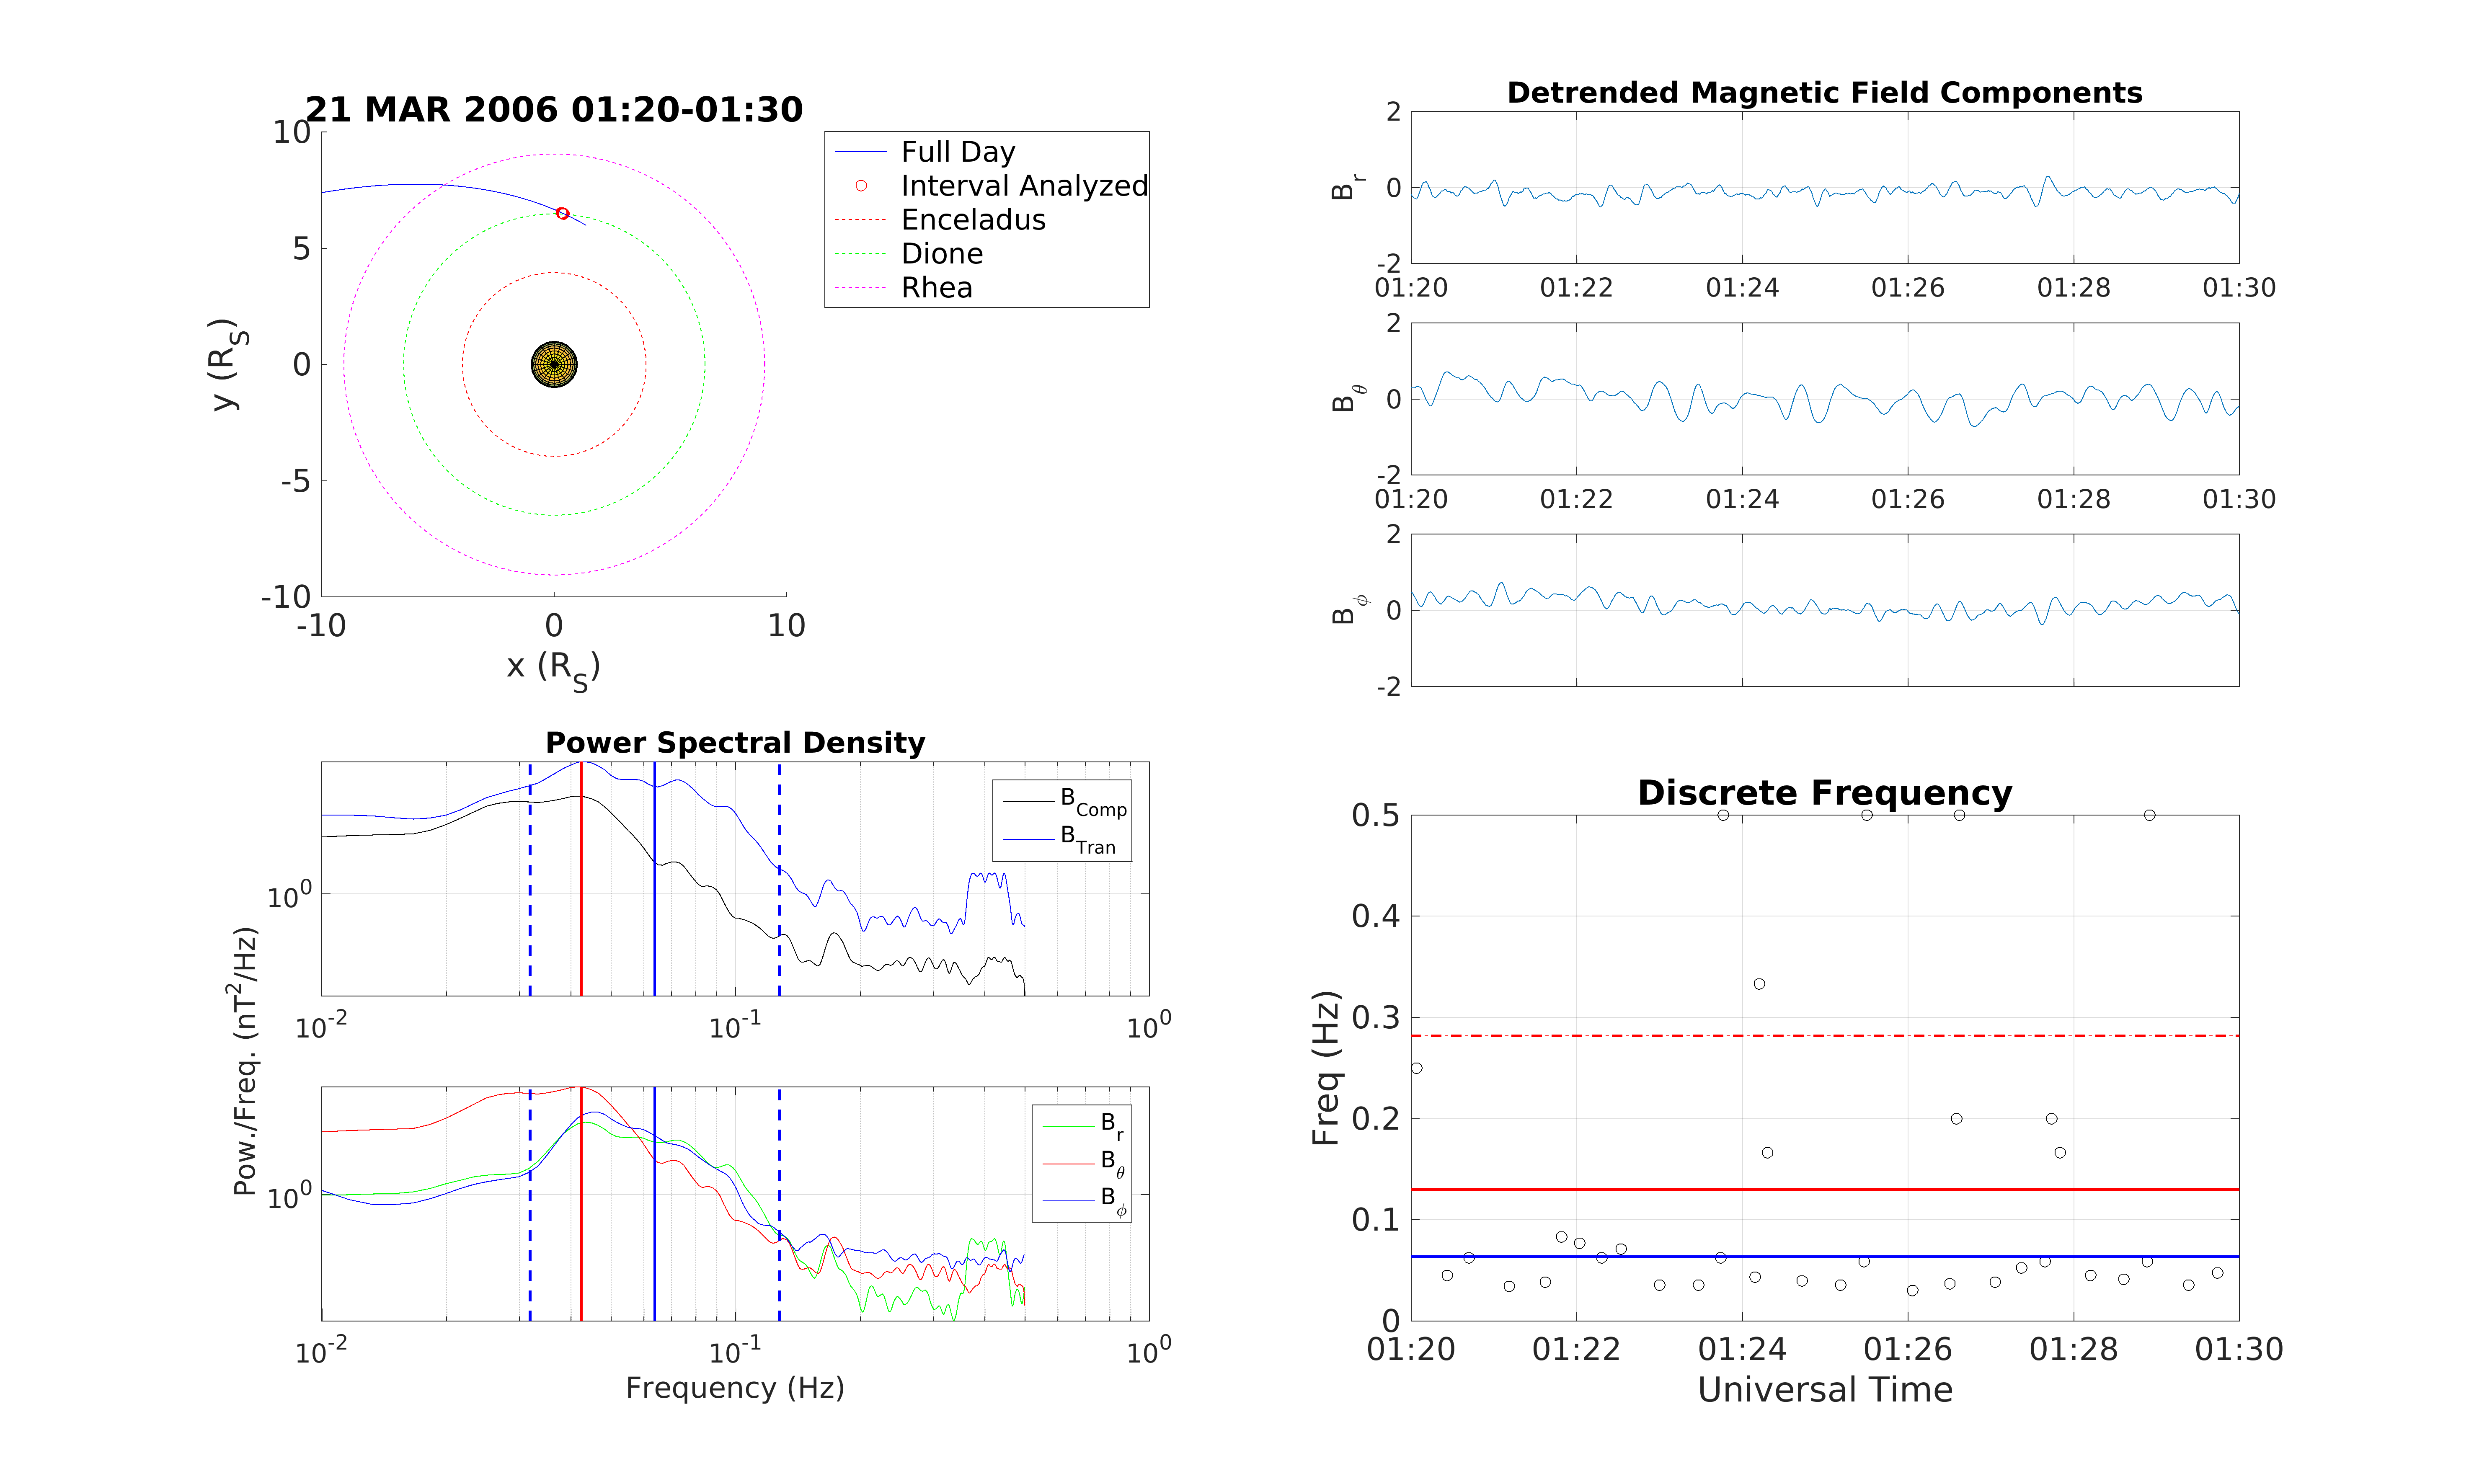 21 MAR 2006 01:20-01:30
10
5
0
-5
-10
-10 0 10
y (R_S)
x (R_S)
Full Day
Interval Analyzed
Enceladus
Dione
Rhea
Detrended Magnetic Field Components
B_r
2
0
-2
01:20 01:22 01:24 01:26 01:28 01:30
B_θ
2
0
-2
01:20 01:22 01:24 01:26 01:28 01:30
B_ϕ
2
0
-2
Power Spectral Density
B_Comp
B_Tran
10^0
10^-2 10^-1 10^0
Pow./Freq. (nT^2/Hz)
B_r
B_θ
B_ϕ
10^0
10^-2 10^-1 10^0
Frequency (Hz)
Discrete Frequency
Freq (Hz)
0.5
0.4
0.3
0.2
0.1
0
01:20 01:22 01:24 01:26 01:28 01:30
Universal Time